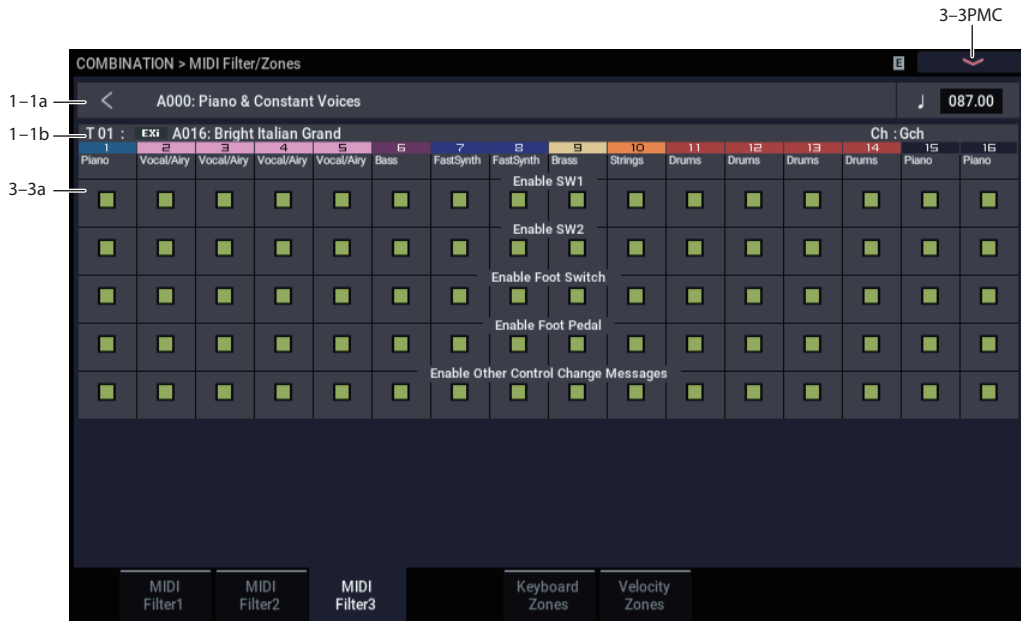 3–3PMC
COMBINATION > MIDI Filter/Zones E
1–1a A000: Piano & Constant Voices ♩ 087.00
1–1b T 01 : EXi A016: Bright Italian Grand Ch : Gch
1 2 3 4 5 6 7 8 9 10 11 12 13 14 15 16
Piano Vocal/Airy Vocal/Airy Vocal/Airy Vocal/Airy Bass FastSynth FastSynth Brass Strings Drums Drums Drums Drums Piano Piano
3–3a Enable SW1
Enable SW2
Enable Foot Switch
Enable Foot Pedal
Enable Other Control Change Messages
MIDI Filter1 MIDI Filter2 MIDI Filter3 Keyboard Zones Velocity Zones